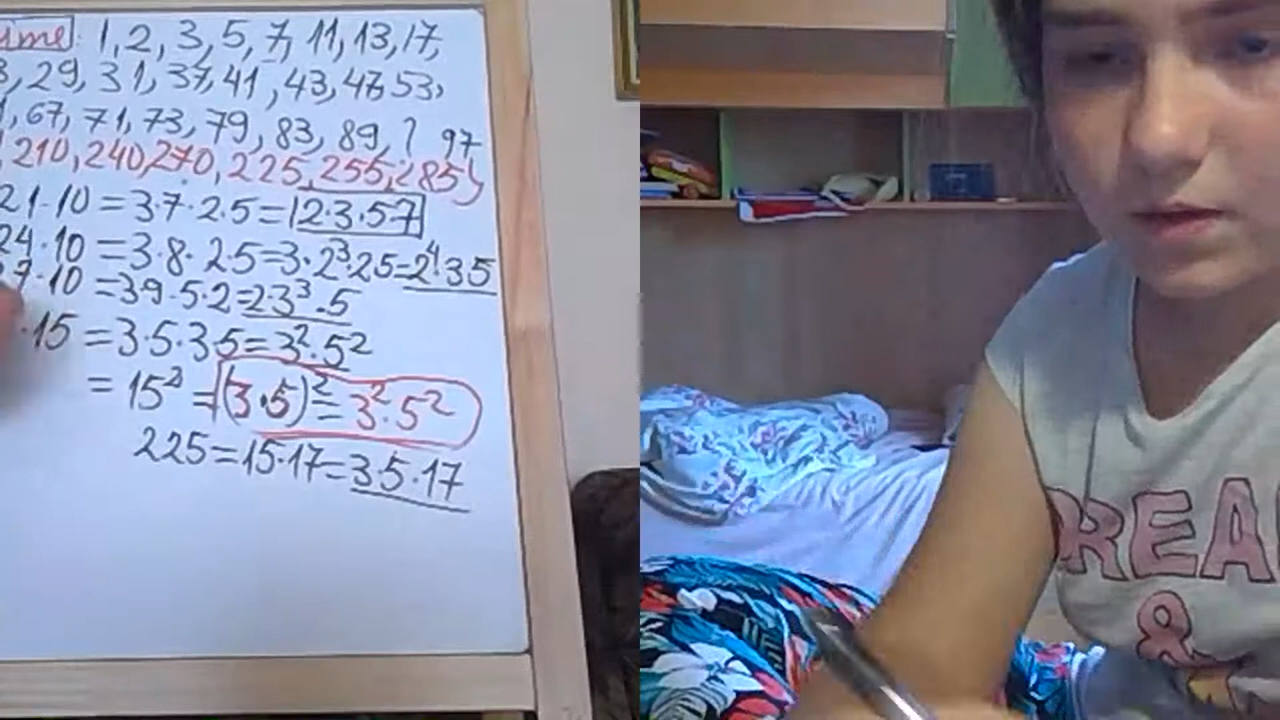 ume 1, 2, 3, 5, 7, 11, 13, 17,
, 29, 31, 37, 41, 43, 47, 53,
1, 67, 71, 73, 79, 83, 89, ? 97
210, 240, 270, 225, 255, 285)
21·10 = 3·7·2·5 = 2·3·5·7
24·10 = 3·8·2·5 = 3·2³·2·5 = 2⁴·3·5
7·10 = 3·9·5·2 = 2·3³·5
·15 = 3·5·3·5 = 3²·5²
= 15² = (3·5)² = 3²·5²
225 = 15·17 = 3·5·17
REA